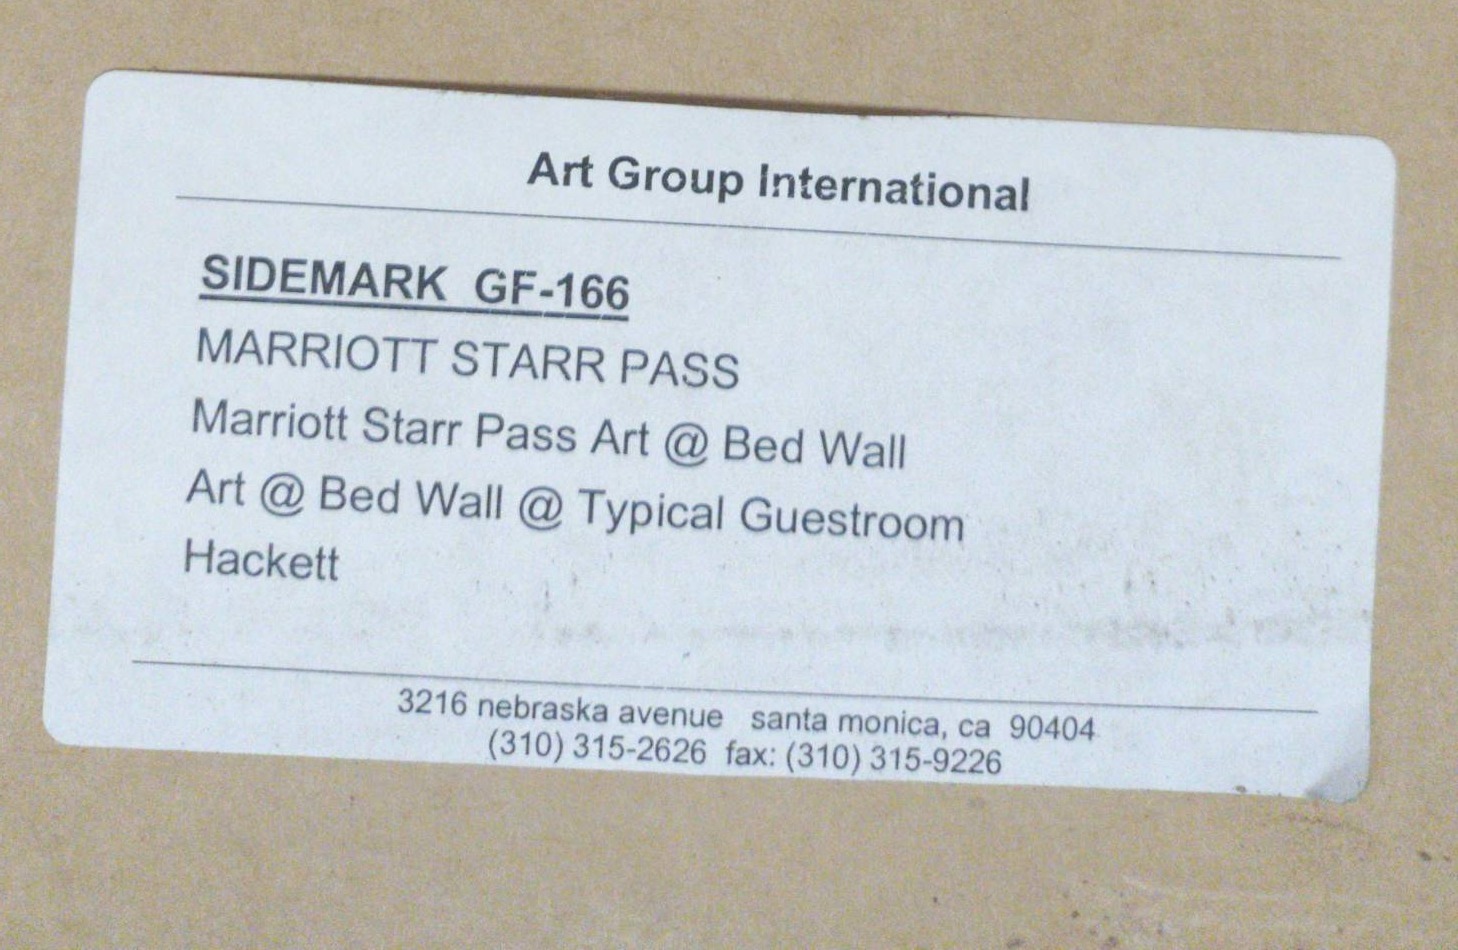 Art Group International
SIDEMARK GF-166
MARRIOTT STARR PASS
Marriott Starr Pass Art @ Bed Wall
Art @ Bed Wall @ Typical Guestroom
Hackett
3216 nebraska avenue santa monica, ca 90404
(310) 315-2626 fax: (310) 315-9226